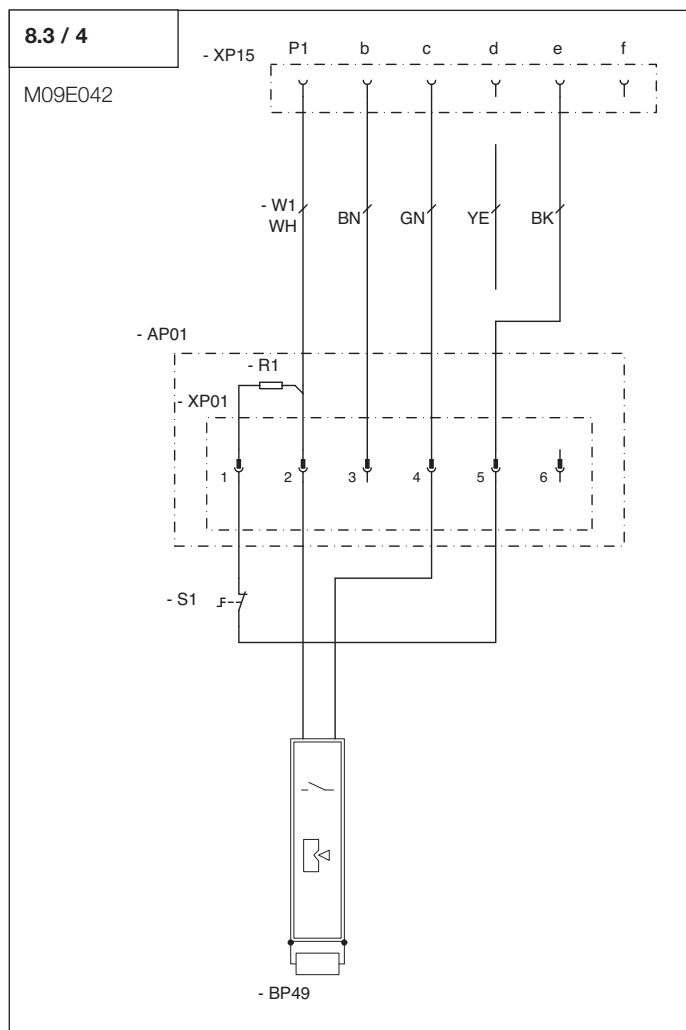 8.3 / 4
M09E042
- XP15 P1 b c d e f
- W1
WH BN GN YE BK
- AP01
- R1
- XP01
1 2 3 4 5 6
- S1
- BP49